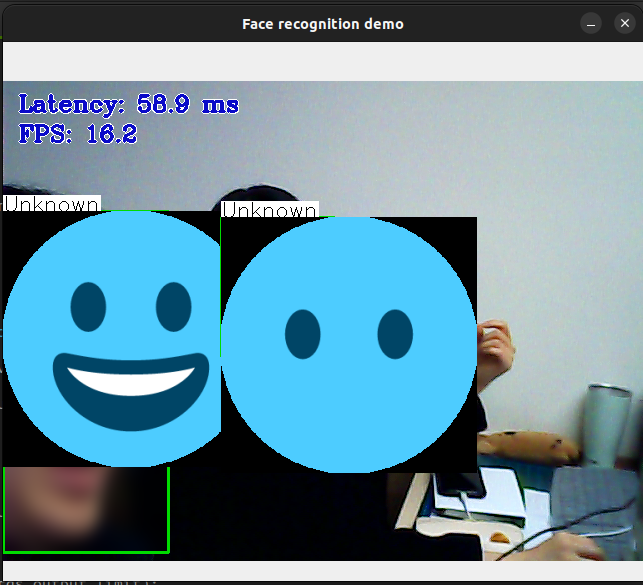 Face recognition demo
Latency: 58.9 ms
FPS: 16.2
Unknown
Unknown